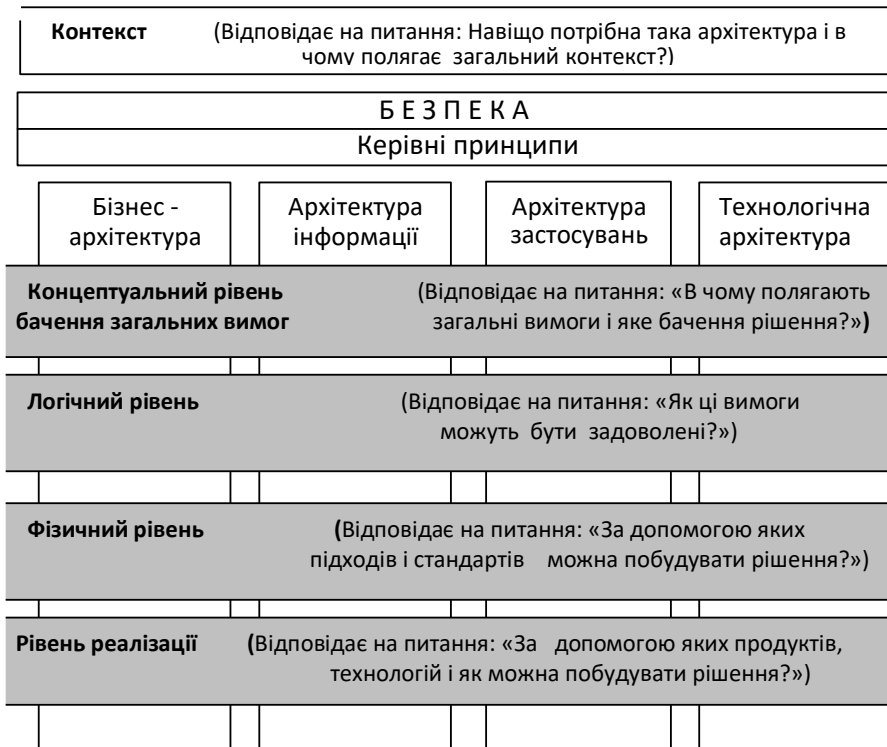 Контекст (Відповідає на питання: Навіщо потрібна така архітектура і в
чому полягає загальний контекст?)
Б Е З П Е К А
Керівні принципи
Бізнес -
архітектура
Архітектура
інформації
Архітектура
застосувань
Технологічна
архітектура
Концептуальний рівень (Відповідає на питання: «В чому полягають
бачення загальних вимог загальні вимоги і яке бачення рішення?»)
Логічний рівень (Відповідає на питання: «Як ці вимоги
можуть бути задоволені?»)
Фізичний рівень (Відповідає на питання: «За допомогою яких
підходів і стандартів можна побудувати рішення?»)
Рівень реалізації (Відповідає на питання: «За допомогою яких продуктів,
технологій і як можна побудувати рішення?»)